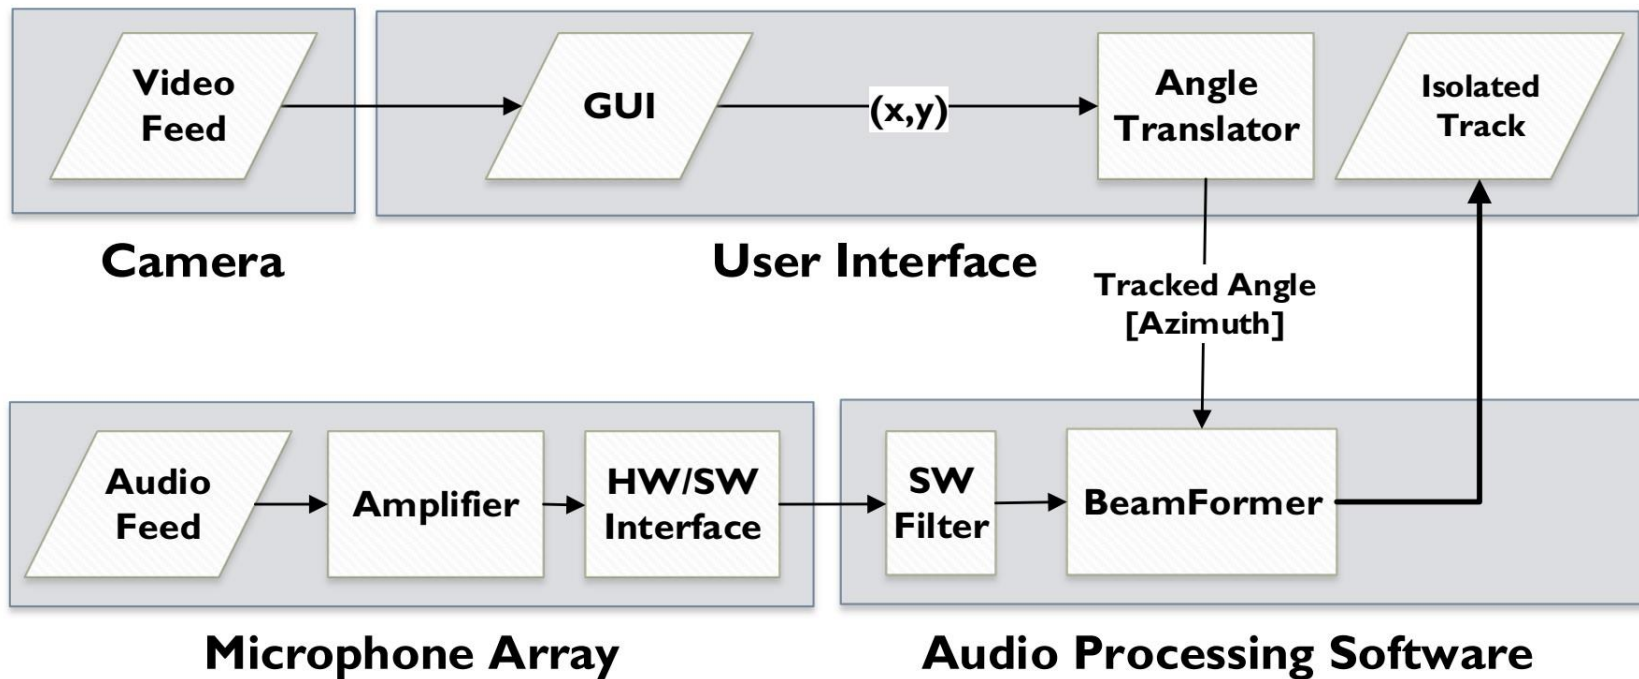 Video
Feed
GUI
(x,y)
Angle
Translator
Isolated
Track
Camera
User Interface
Tracked Angle
[Azimuth]
Audio
Feed
Amplifier
HW/SW
Interface
SW
Filter
BeamFormer
Microphone Array
Audio Processing Software